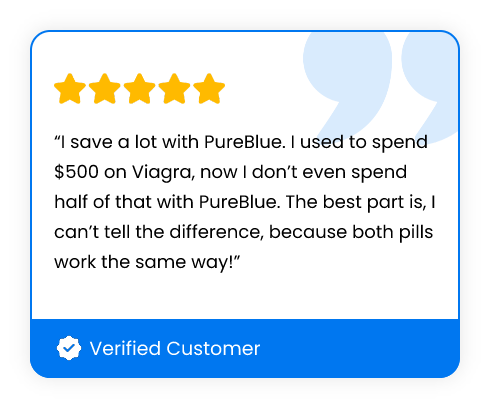 “I save a lot with PureBlue. I used to spend
$500 on Viagra, now I don’t even spend
half of that with PureBlue. The best part is, I
can’t tell the difference, because both pills
work the same way!”
Verified Customer